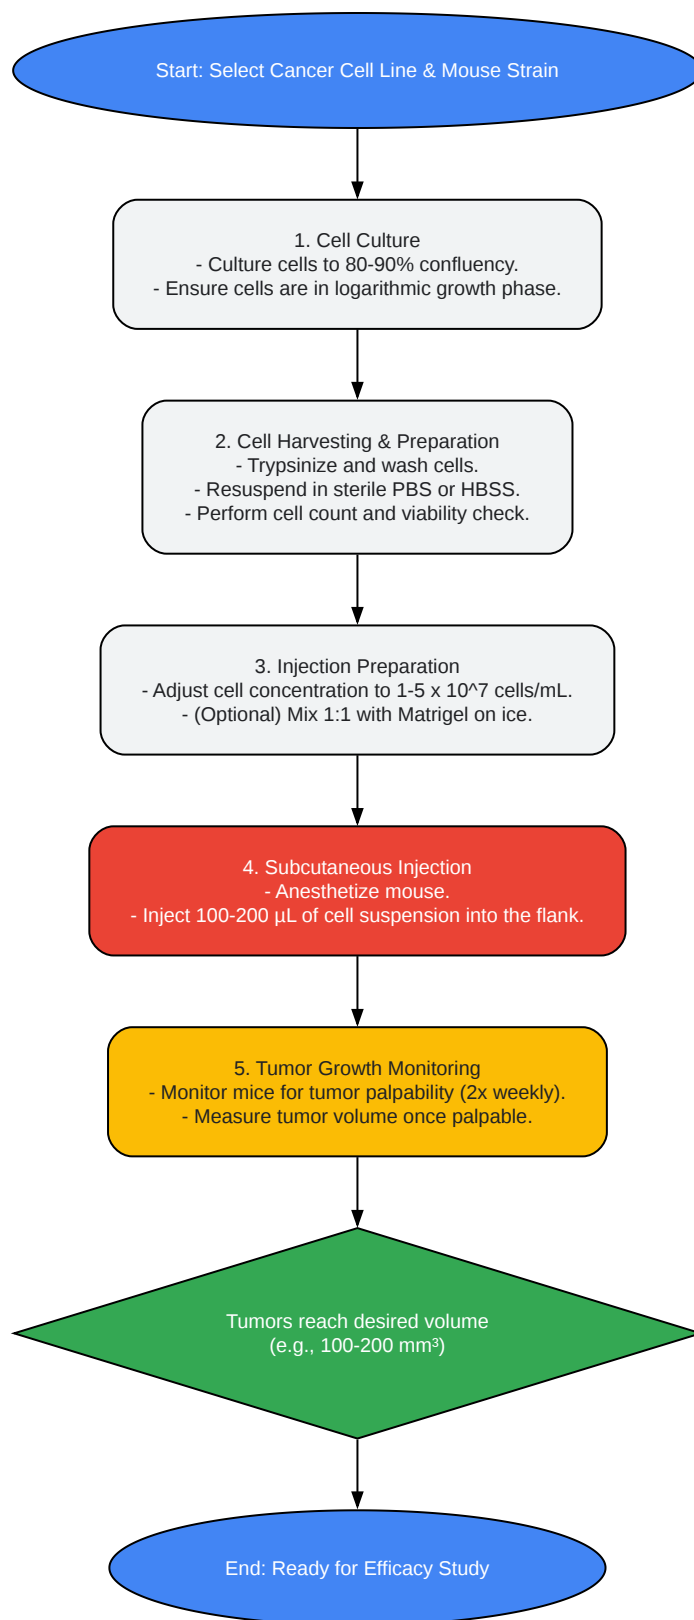 Start: Select Cancer Cell Line & Mouse Strain
1. Cell Culture
- Culture cells to 80-90% confluency.
- Ensure cells are in logarithmic growth phase.
2. Cell Harvesting & Preparation
- Trypsinize and wash cells.
- Resuspend in sterile PBS or HBSS.
- Perform cell count and viability check.
3. Injection Preparation
- Adjust cell concentration to 1-5 x 10^7 cells/mL.
- (Optional) Mix 1:1 with Matrigel on ice.
4. Subcutaneous Injection
- Anesthetize mouse.
- Inject 100-200 µL of cell suspension into the flank.
5. Tumor Growth Monitoring
- Monitor mice for tumor palpability (2x weekly).
- Measure tumor volume once palpable.
Tumors reach desired volume
(e.g., 100-200 mm³)
End: Ready for Efficacy Study